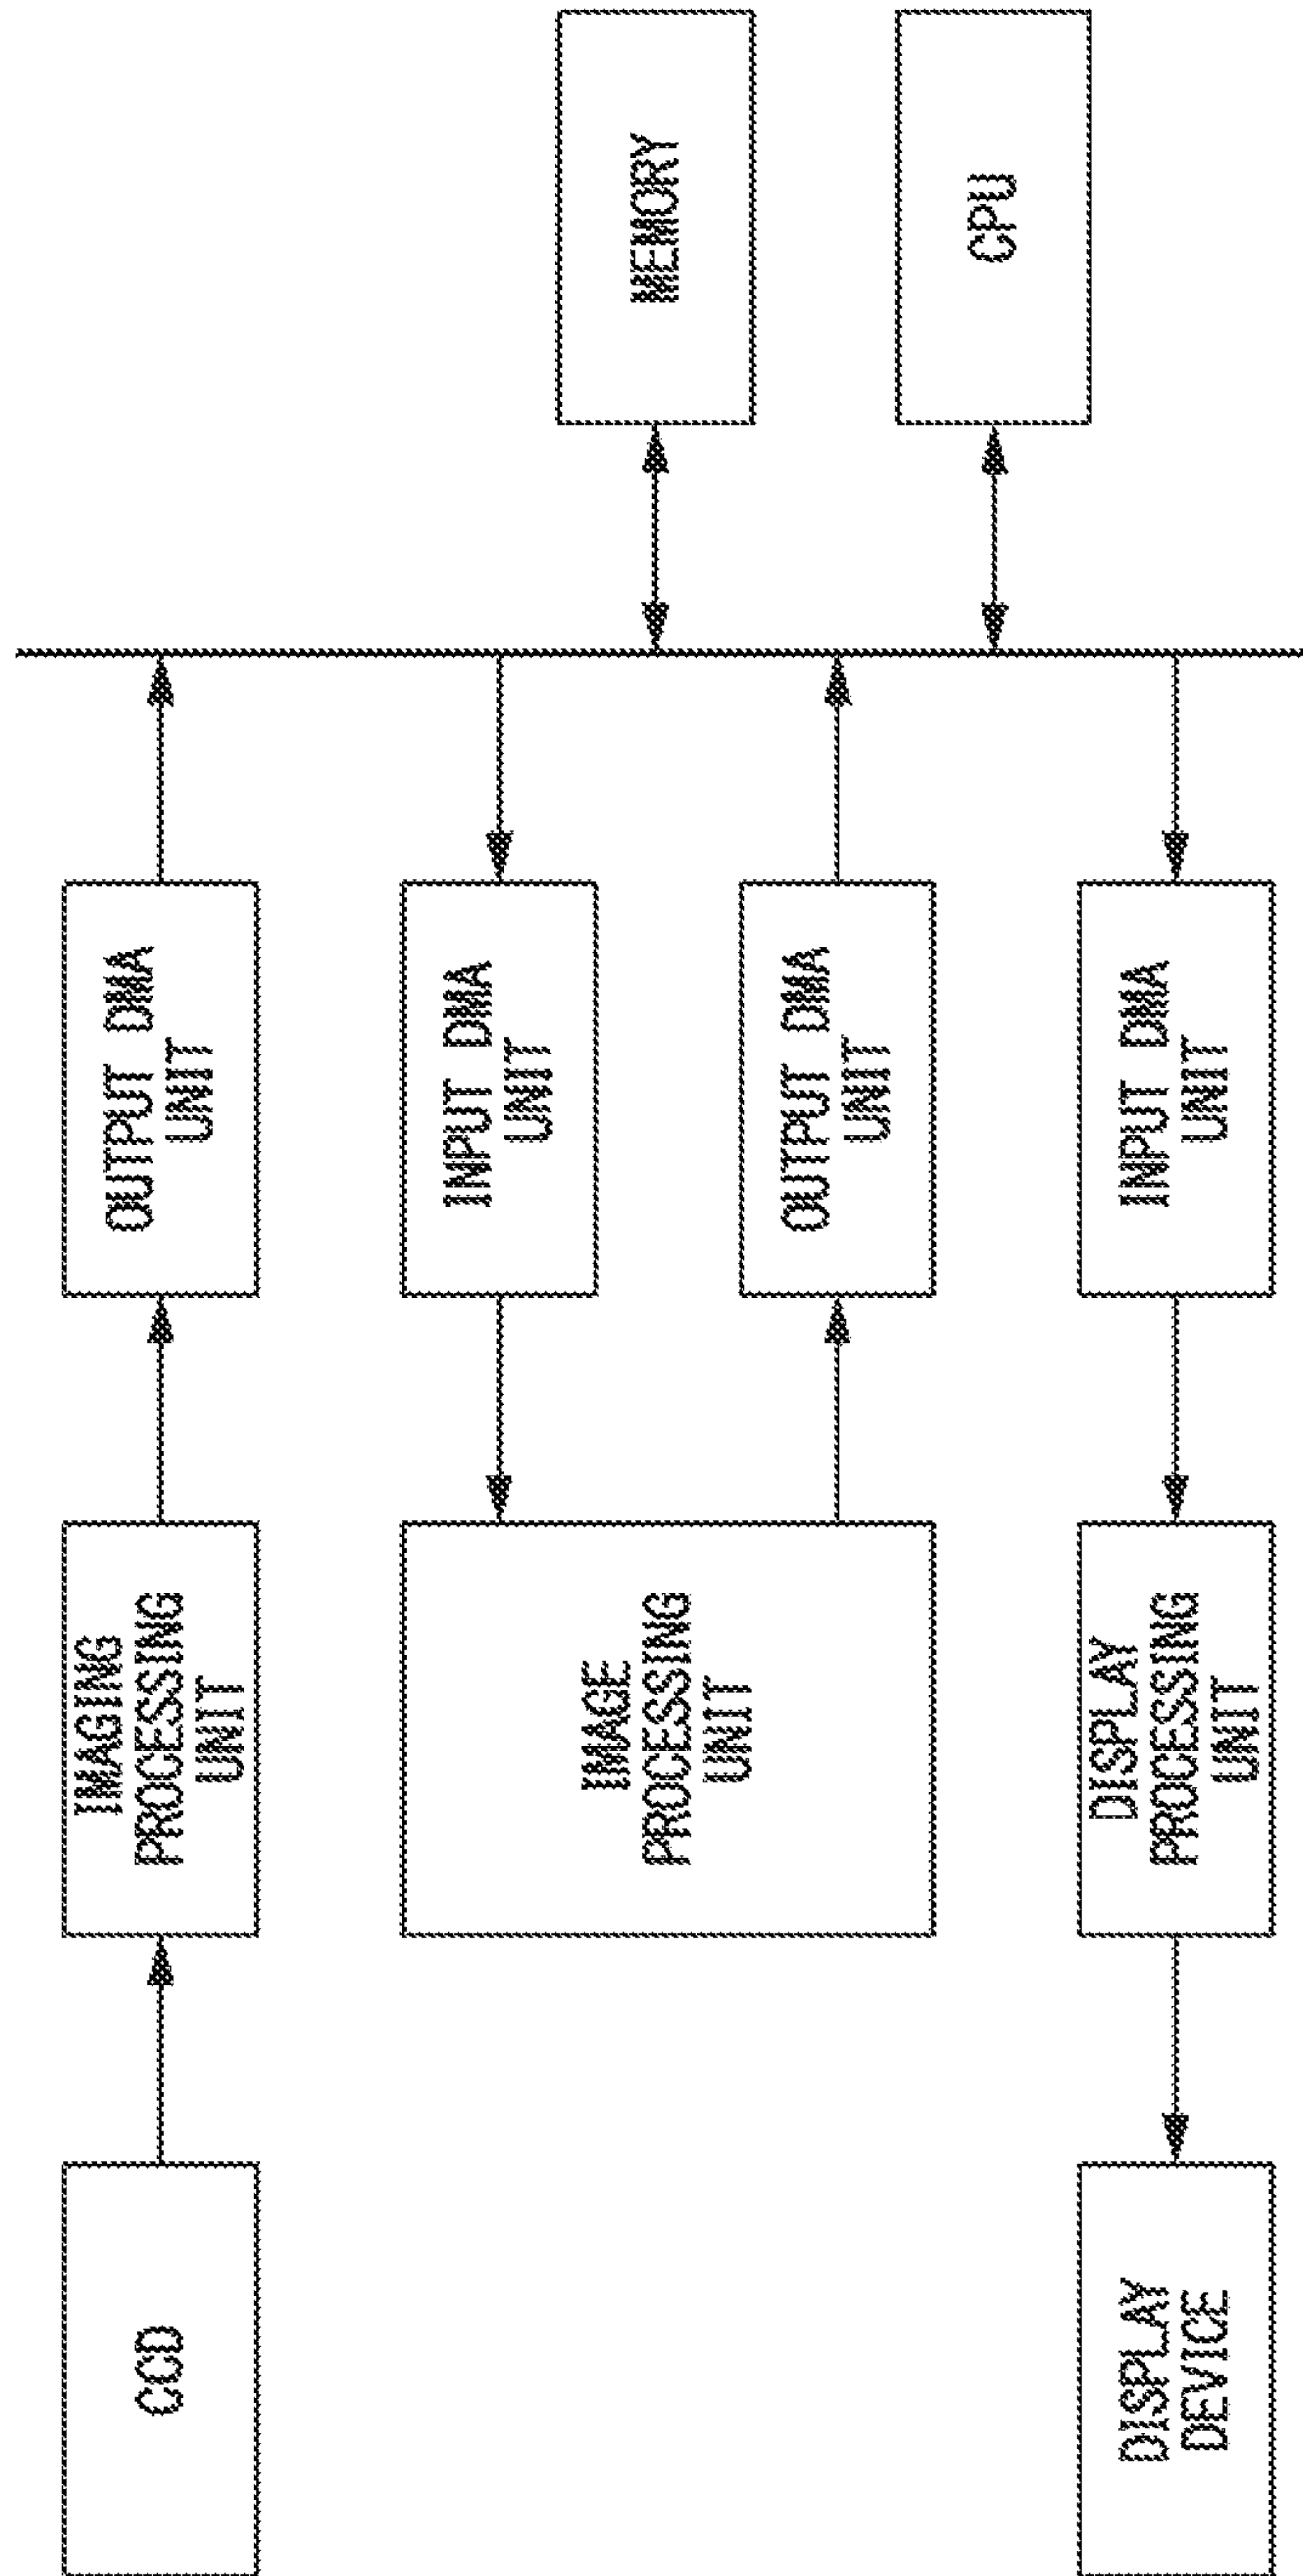 CCD
IMAGING
PROCESSING
UNIT
OUTPUT DMA
UNIT
IMAGE
PROCESSING
UNIT
INPUT DMA
UNIT
OUTPUT DMA
UNIT
MEMORY
CPU
DISPLAY
DEVICE
DISPLAY
PROCESSING
UNIT
INPUT DMA
UNIT